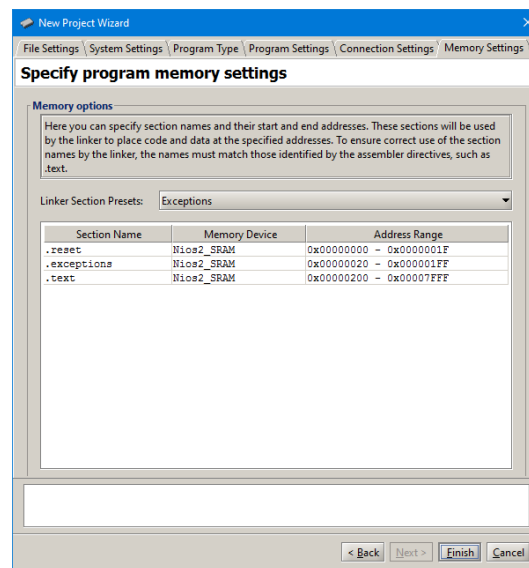 New Project Wizard
File Settings System Settings Program Type Program Settings Connection Settings Memory Settings
Specify program memory settings
Memory options
Here you can specify section names and their start and end addresses. These sections will be used
by the linker to place code and data at the specified addresses. To ensure correct use of the section
names by the linker, the names must match those identified by the assembler directives, such as
.text.
Linker Section Presets: Exceptions
Section Name Memory Device Address Range
.reset Nios2_SRAM 0x00000000 - 0x0000001F
.exceptions Nios2_SRAM 0x00000020 - 0x000001FF
.text Nios2_SRAM 0x00000200 - 0x00007FFF
< Back Next > Finish Cancel